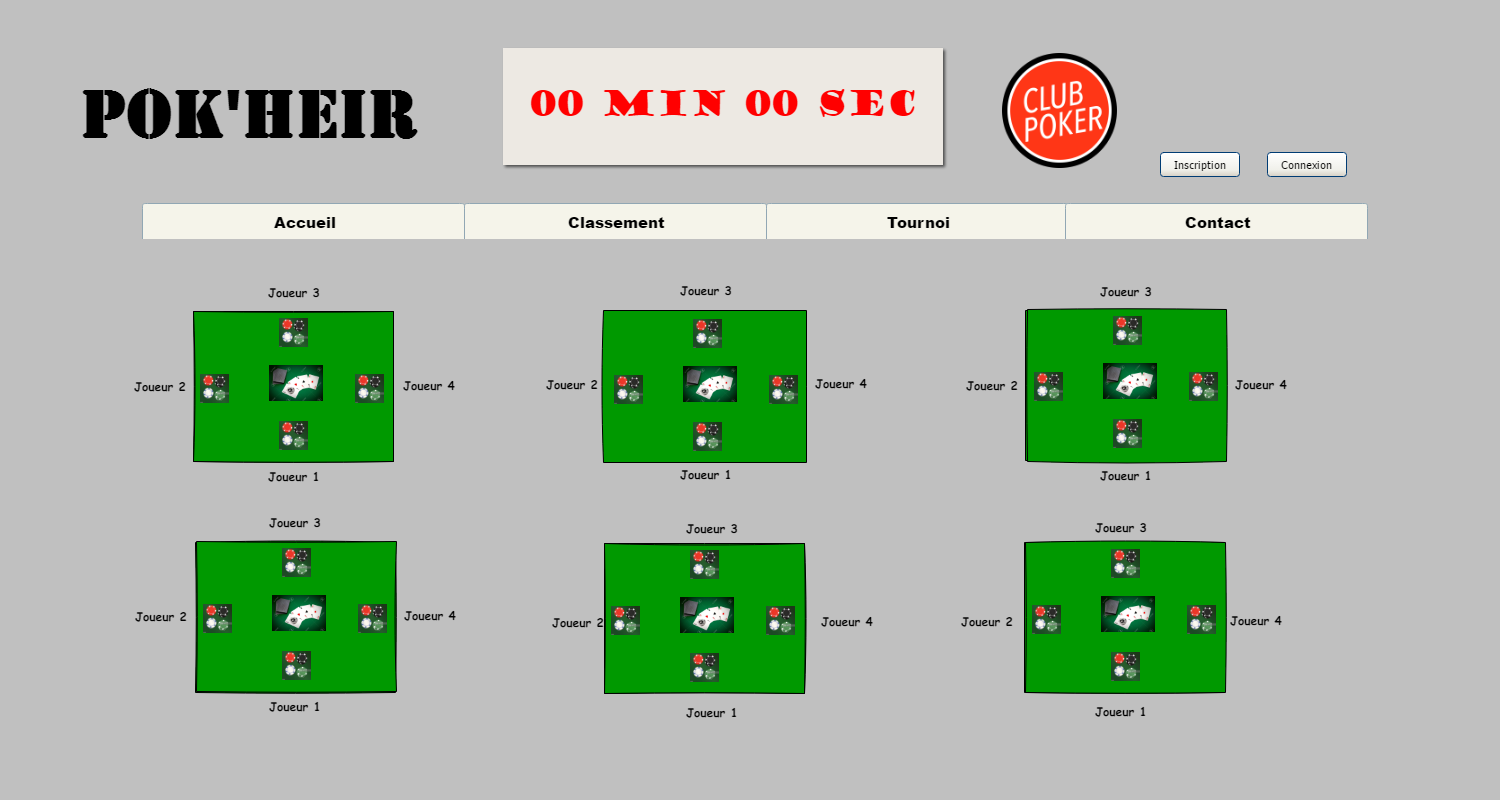 POK'HEIR
00 MIN 00 SEC
CLUB
POKER
Inscription
Connexion
Accueil
Classement
Tournoi
Contact
Joueur 3
Joueur 3
Joueur 3
Joueur 2
Joueur 4
Joueur 2
Joueur 4
Joueur 2
Joueur 4
Joueur 1
Joueur 1
Joueur 1
Joueur 3
Joueur 3
Joueur 3
Joueur 2
Joueur 4
Joueur 2
Joueur 4
Joueur 2
Joueur 4
Joueur 1
Joueur 1
Joueur 1